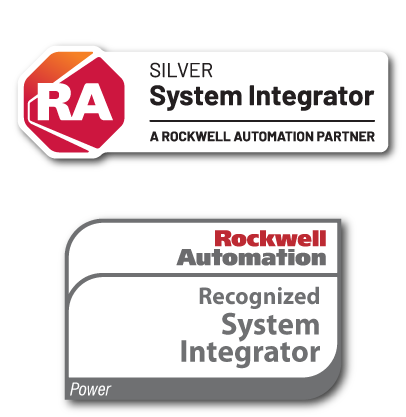 RA
SILVER
System Integrator
A ROCKWELL AUTOMATION PARTNER
Rockwell
Automation
Recognized
System
Integrator
Power